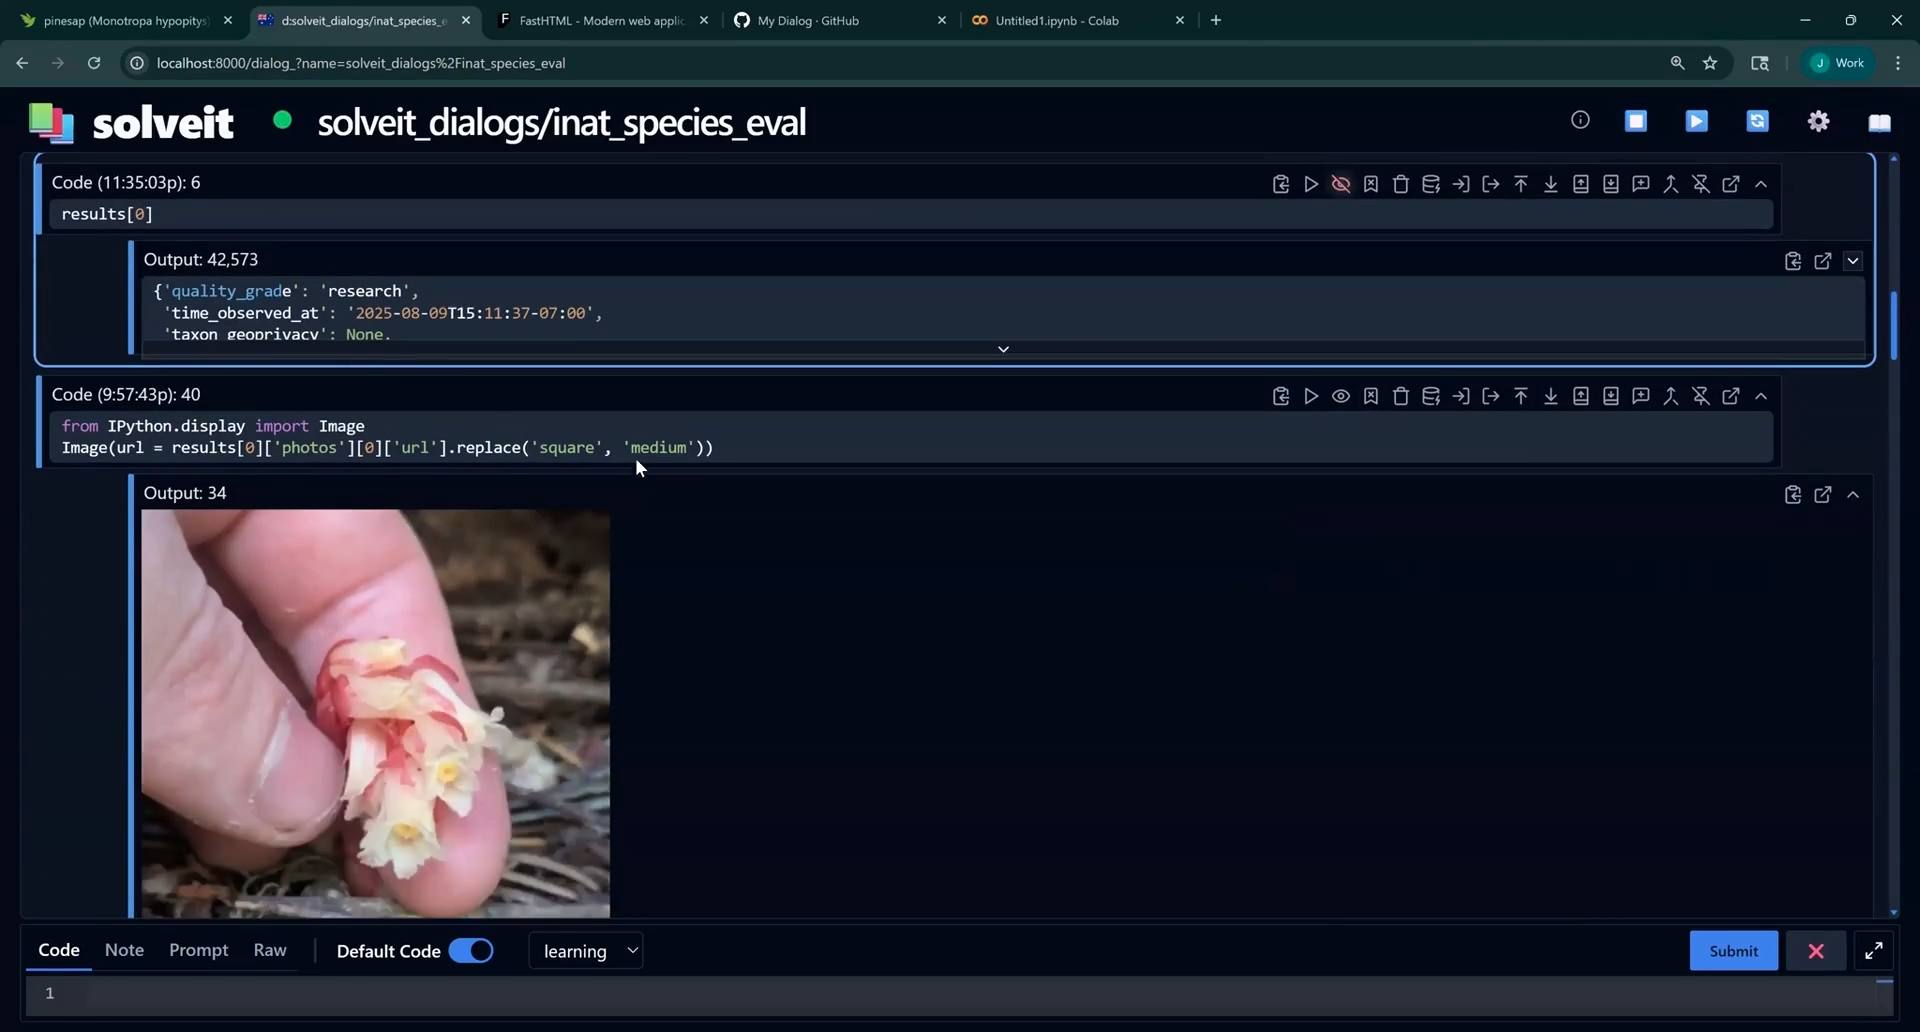 pinesap (Monotropa hypopitys
d:solveit_dialogs/inat_species_e
FastHTML - Modern web applic
My Dialog · GitHub
Untitled1.ipynb - Colab
localhost:8000/dialog_?name=solveit_dialogs%2Finat_species_eval
J Work
solveit
solveit_dialogs/inat_species_eval
Code (11:35:03p): 6
results[0]
Output: 42,573
{'quality_grade': 'research',
'time_observed_at': '2025-08-09T15:11:37-07:00',
'taxon_geoprivacy': None,
Code (9:57:43p): 40
from IPython.display import Image
Image(url = results[0]['photos'][0]['url'].replace('square', 'medium'))
Output: 34
Code Note Prompt Raw Default Code learning Submit
1